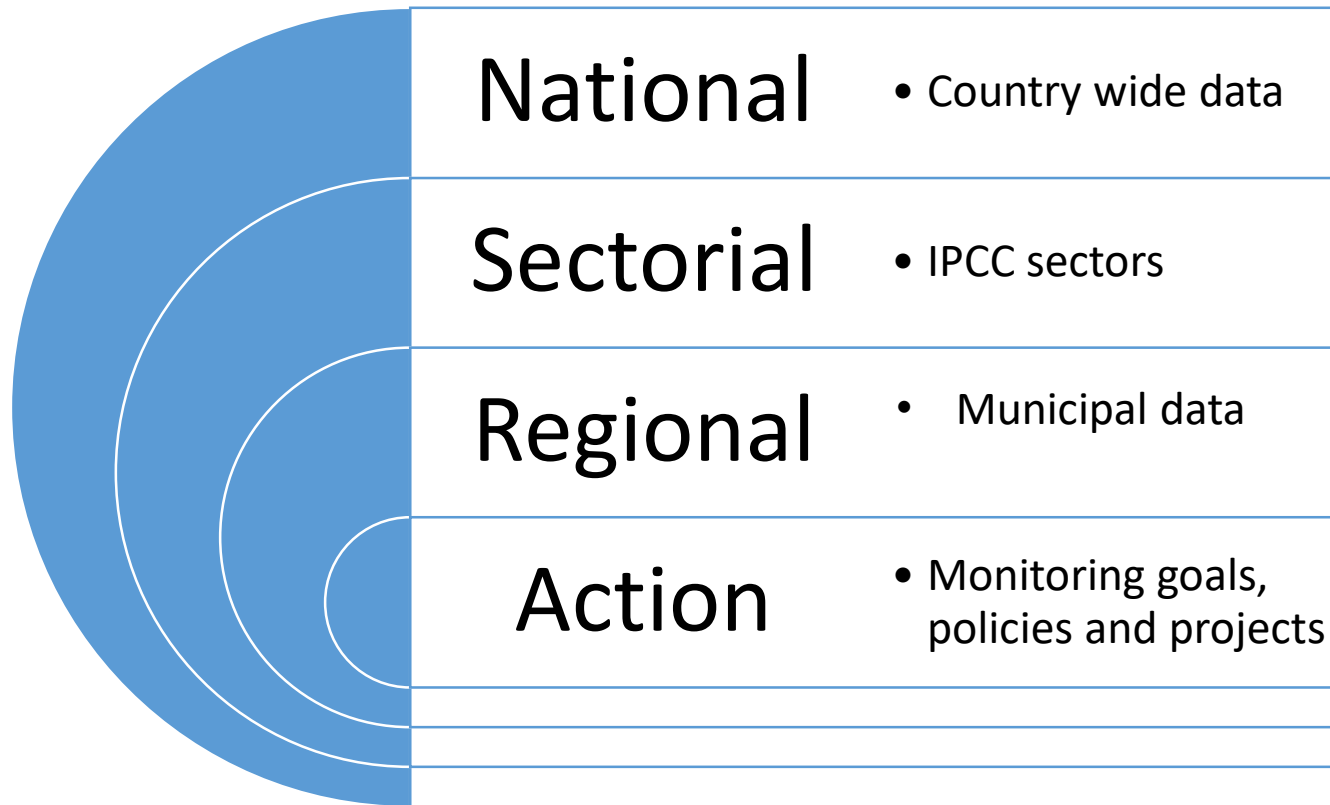 National
• Country wide data
Sectorial
• IPCC sectors
Regional
• Municipal data
Action
• Monitoring goals,
policies and projects